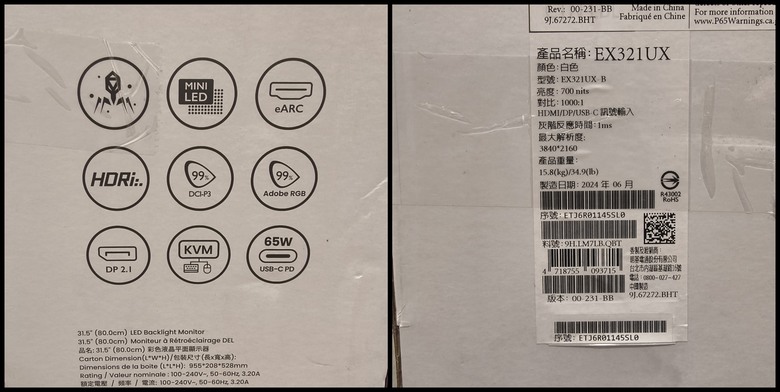 MINI
LED
eARC
HDRi:.
99%
DCI-P3
99%
Adobe RGB
DP 2.1
KVM
65W
USB-C PD
31.5" (80.0cm) LED Backlight Monitor
31.5" (80.0cm) Moniteur à Rétroéclairage DEL
品名: 31.5" (80.0cm) 彩色液晶平面顯示器
Carton Dimension(L*W*H)/包裝尺寸(長x寬x高):
Dimensions de la boîte (L*l*H): 955*208*528mm
Rating / Valeur nominale : 100-240V~, 50-60Hz, 3.20A
額定電壓 / 頻率 / 電流: 100-240V~, 50-60Hz, 3.20A
Rev.: 00-231-BB
9J.67272.BHT
Made in China
Fabriqué en Chine
For more information
www.P65Warnings.ca.
產品名稱: EX321UX
顏色: 白色
型號: EX321UX-B
亮度: 700 nits
對比: 1000:1
HDMI/DP/USB-C 訊號輸入
灰階反應時間: 1ms
最大解析度:
3840*2160
產品重量:
15.8(kg)/34.9(lb)
製造日期: 2024 年 06 月
R43002
RoHS
序號: ETJ6R01145SL0
料號: 9H.LM7LB.QBT
4 718755 093715
電話: 0800-027-427
中國製造
9J.67272.BHT
版本: 00-231-BB
序號: ETJ6R01145SL0